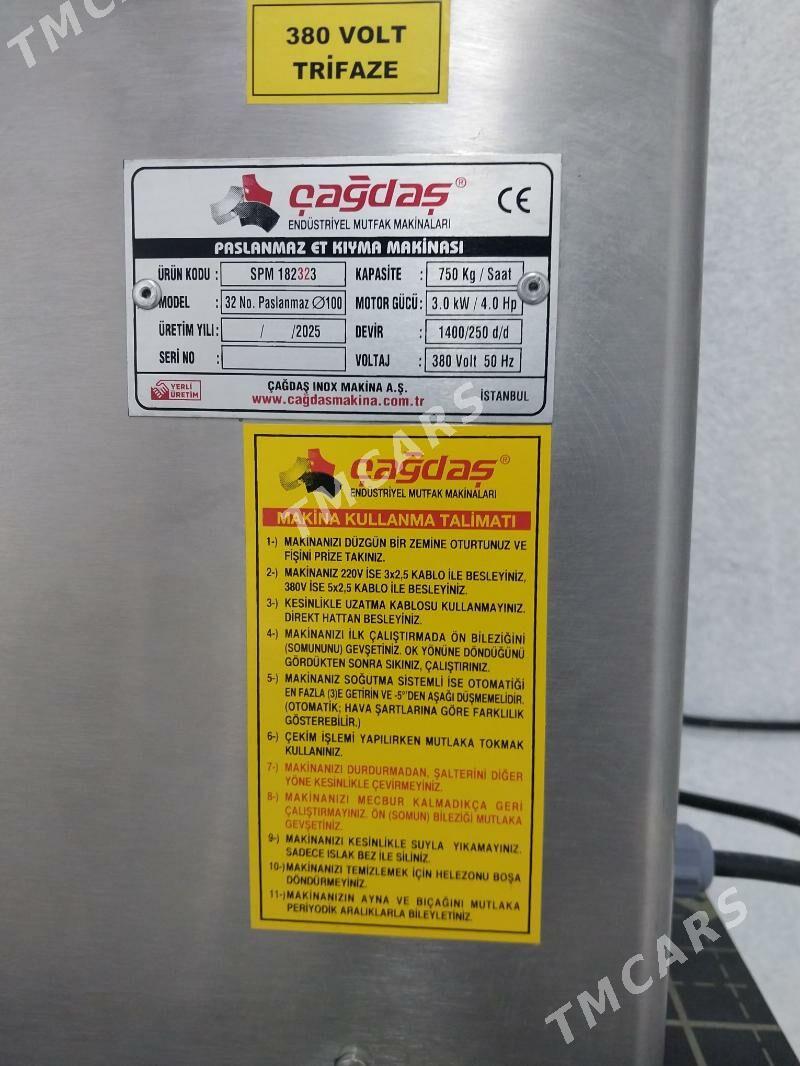 TMCARS
380 VOLT
TRİFAZE
çağdaş®
CE
ENDÜSTRİYEL MUTFAK MAKİNALARI
PASLANMAZ ET KIYMA MAKİNASI
ÜRÜN KODU : SPM 182323 KAPASİTE : 750 Kg / Saat
MODEL : 32 No. Paslanmaz Ø100 MOTOR GÜCÜ : 3.0 kW / 4.0 Hp
ÜRETİM YILI : / /2025 DEVİR : 1400/250 d/d
SERİ NO : VOLTAJ : 380 Volt 50 Hz
YERLİ
ÜRETİM
ÇAĞDAŞ INOX MAKİNA A.Ş.
www.cagdasmakina.com.tr
İSTANBUL
TMCARS
çağdaş®
ENDÜSTRİYEL MUTFAK MAKİNALARI
MAKİNA KULLANMA TALİMATI
1-) MAKİNANIZI DÜZGÜN BİR ZEMİNE OTURTUNUZ VE
FİŞİNİ PRİZE TAKINIZ.
2-) MAKİNANIZ 220V İSE 3x2,5 KABLO İLE BESLEYİNİZ,
380V İSE 5x2,5 KABLO İLE BESLEYİNİZ.
3-) KESİNLİKLE UZATMA KABLOSU KULLANMAYINIZ.
DİREKT HATTAN BESLEYİNİZ.
4-) MAKİNANIZI İLK ÇALIŞTIRMADA ÖN BİLEZİĞİNİ
(SOMUNUNU) GEVŞETİNİZ. OK YÖNÜNE DÖNDÜĞÜNÜ
GÖRDÜKTEN SONRA SIKINIZ, ÇALIŞTIRINIZ.
5-) MAKİNANIZ SOĞUTMA SİSTEMLİ İSE OTOMATİĞİ
EN FAZLA (3)E GETİRİN VE -5°'DEN AŞAĞI DÜŞMEMELİDİR.
(OTOMATİK; HAVA ŞARTLARINA GÖRE FARKLILIK
GÖSTEREBİLİR.)
6-) ÇEKİM İŞLEMİ YAPILIRKEN MUTLAKA TOKMAK
KULLANINIZ.
7-) MAKİNANIZI DURDURMADAN, ŞALTERİNİ DİĞER
YÖNE KESİNLİKLE ÇEVİRMEYİNİZ.
8-) MAKİNANIZI MECBUR KALMADIKÇA GERİ
ÇALIŞTIRMAYINIZ. ÖN (SOMUN) BİLEZİĞİ MUTLAKA
GEVŞETİNİZ.
9-) MAKİNANIZI KESİNLİKLE SUYLA YIKAMAYINIZ.
SADECE ISLAK BEZ İLE SİLİNİZ.
10-) MAKİNANIZI TEMİZLEMEK İÇİN HELEZONU BOŞA
DÖNDÜRMEYİNİZ.
11-) MAKİNANIZIN AYNA VE BIÇAĞINI MUTLAKA
PERİYODİK ARALIKLARLA BİLEYLETİNİZ.
TMCARS